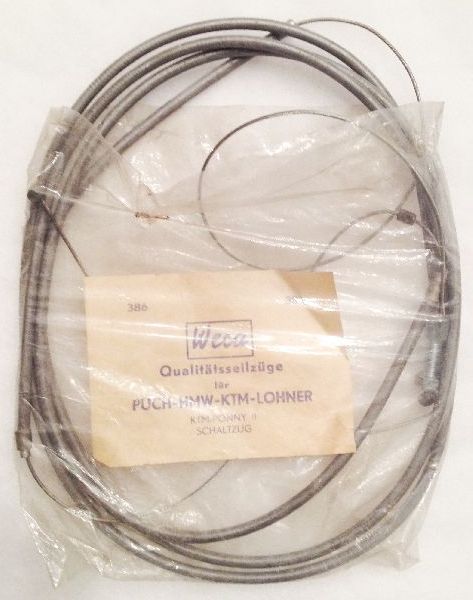 386
Weca
Qualitätsseilzüge
für
PUCH-HMW-KTM-LOHNER
KTM-PONNY II
SCHALTZUG